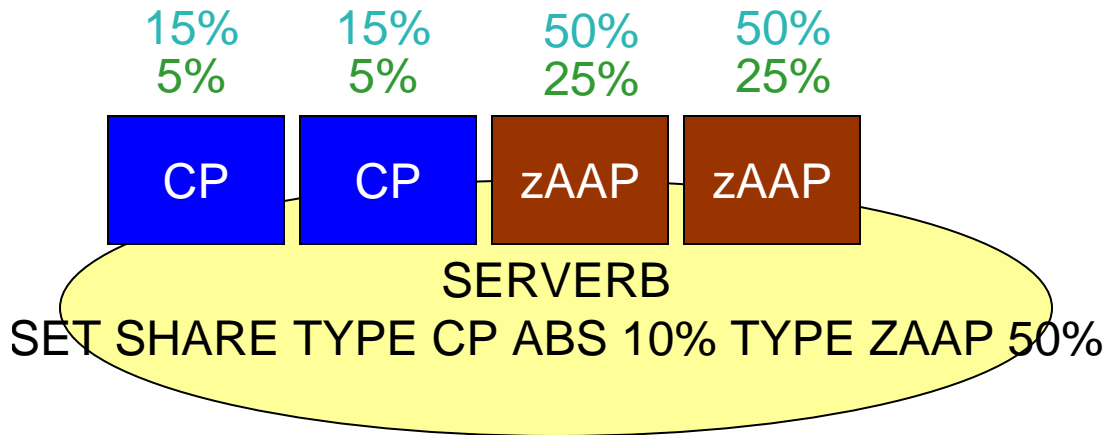 15% 15% 50% 50%
5% 5% 25% 25%
CP CP zAAP zAAP
SERVERB
SET SHARE TYPE CP ABS 10% TYPE ZAAP 50%